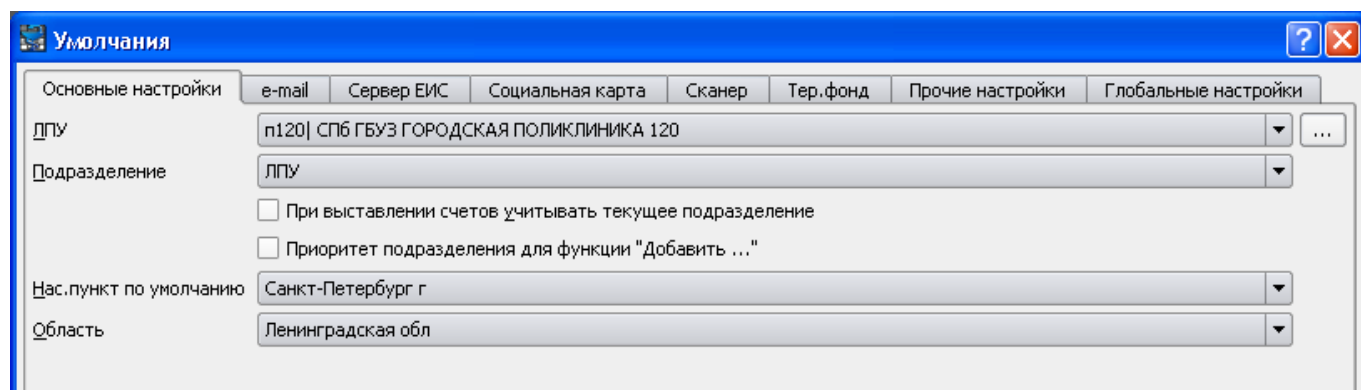 Умолчания
Основные настройки e-mail Сервер ЕИС Социальная карта Сканер Тер.фонд Прочие настройки Глобальные настройки
ЛПУ п120| СПб ГБУЗ ГОРОДСКАЯ ПОЛИКЛИНИКА 120 ...
Подразделение ЛПУ
При выставлении счетов учитывать текущее подразделение
Приоритет подразделения для функции "Добавить ..."
Нас.пункт по умолчанию Санкт-Петербург г
Область Ленинградская обл